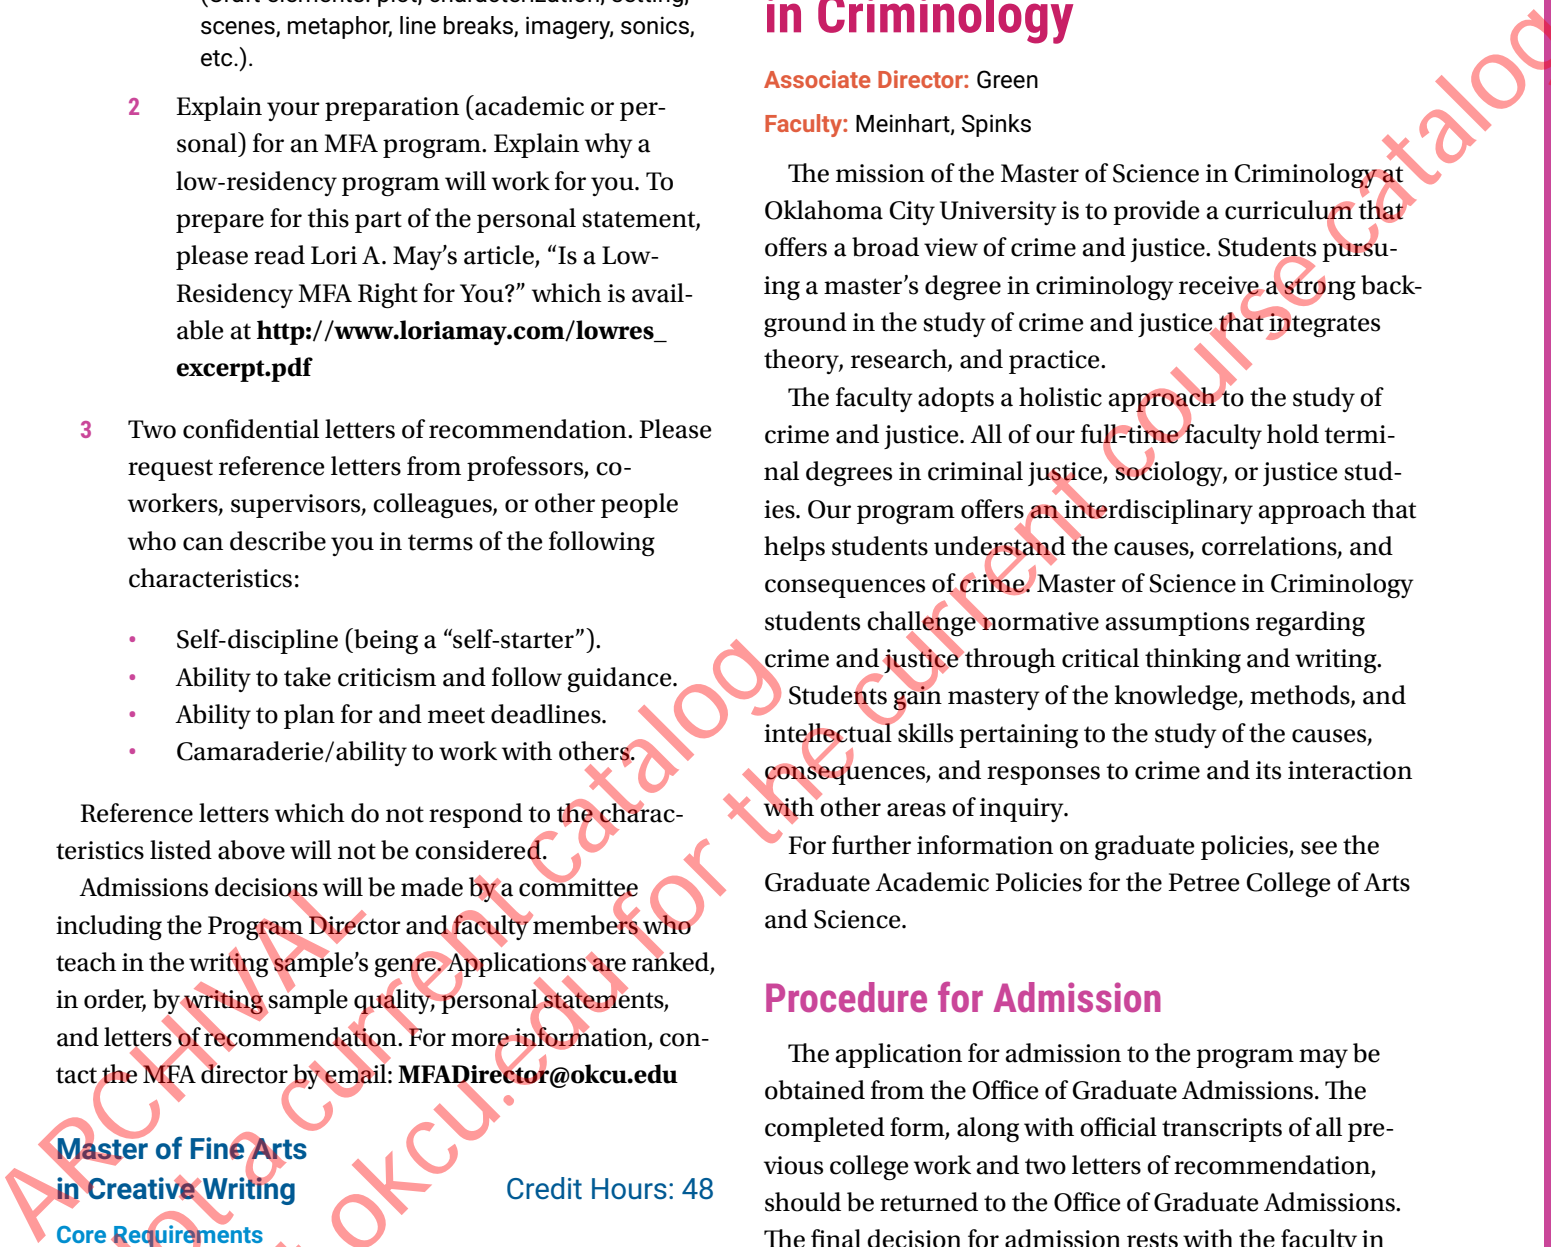 scenes, metaphor, line breaks, imagery, sonics,
etc.).
2 Explain your preparation (academic or per-
sonal) for an MFA program. Explain why a
low-residency program will work for you. To
prepare for this part of the personal statement,
please read Lori A. May’s article, “Is a Low-
Residency MFA Right for You?” which is avail-
able at http://www.loriamay.com/lowres_
excerpt.pdf
3 Two confidential letters of recommendation. Please
request reference letters from professors, co-
workers, supervisors, colleagues, or other people
who can describe you in terms of the following
characteristics:
• Self-discipline (being a “self-starter”).
• Ability to take criticism and follow guidance.
• Ability to plan for and meet deadlines.
• Camaraderie/ability to work with others.
Reference letters which do not respond to the charac-
teristics listed above will not be considered.
Admissions decisions will be made by a committee
including the Program Director and faculty members who
teach in the writing sample’s genre. Applications are ranked,
in order, by writing sample quality, personal statements,
and letters of recommendation. For more information, con-
tact the MFA director by email: MFADirector@okcu.edu
Master of Fine Arts
in Creative Writing Credit Hours: 48
Core Requirements
in Criminology
Associate Director: Green
Faculty: Meinhart, Spinks
The mission of the Master of Science in Criminology at
Oklahoma City University is to provide a curriculum that
offers a broad view of crime and justice. Students pursu-
ing a master’s degree in criminology receive a strong back-
ground in the study of crime and justice that integrates
theory, research, and practice.
The faculty adopts a holistic approach to the study of
crime and justice. All of our full-time faculty hold termi-
nal degrees in criminal justice, sociology, or justice stud-
ies. Our program offers an interdisciplinary approach that
helps students understand the causes, correlations, and
consequences of crime. Master of Science in Criminology
students challenge normative assumptions regarding
crime and justice through critical thinking and writing.
Students gain mastery of the knowledge, methods, and
intellectual skills pertaining to the study of the causes,
consequences, and responses to crime and its interaction
with other areas of inquiry.
For further information on graduate policies, see the
Graduate Academic Policies for the Petree College of Arts
and Science.
Procedure for Admission
The application for admission to the program may be
obtained from the Office of Graduate Admissions. The
completed form, along with official transcripts of all pre-
vious college work and two letters of recommendation,
should be returned to the Office of Graduate Admissions.
The final decision for admission rests with the faculty in
ARCHIVAL
not a current catalog
okcu.edu for the current course catalog